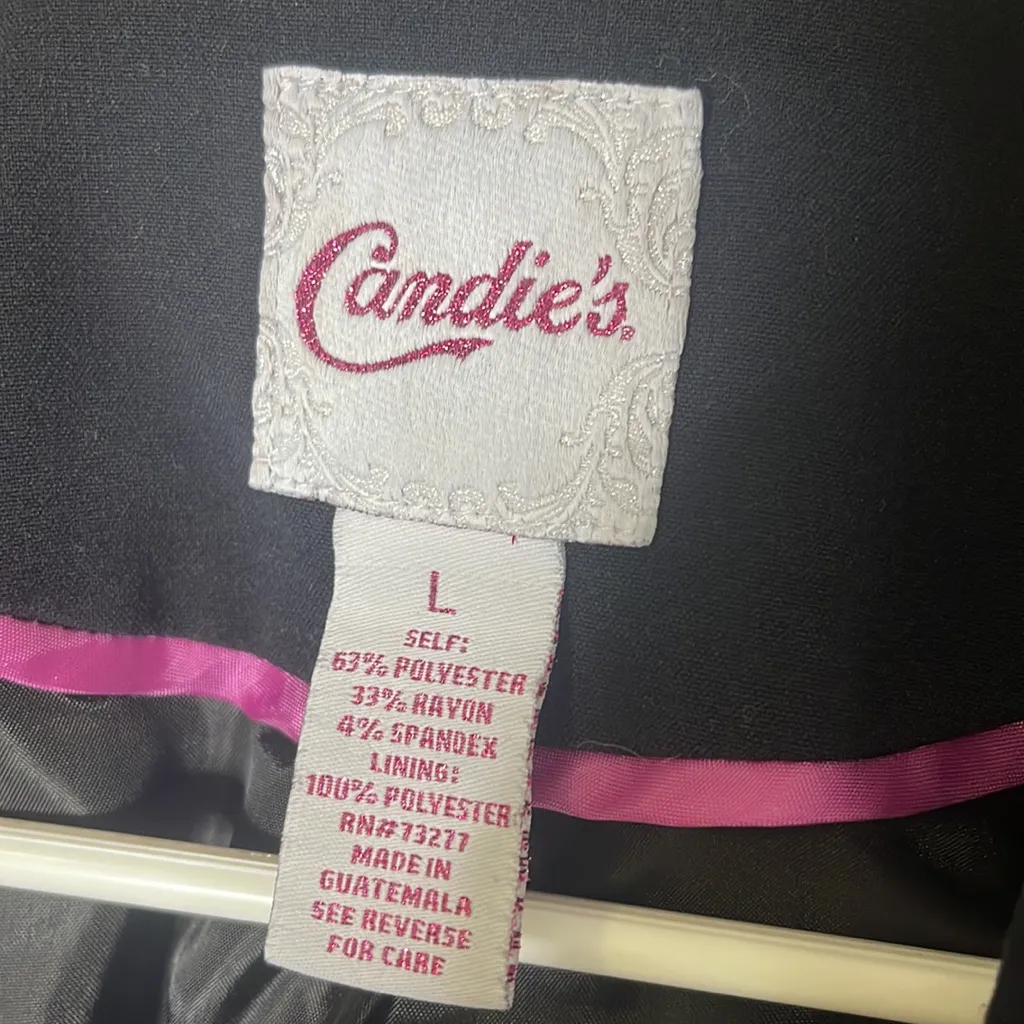 Candie's.
L
SELF:
63% POLYESTER
33% RAYON
4% SPANDEX
LINING:
100% POLYESTER
RN#73277
MADE IN
GUATEMALA
SEE REVERSE
FOR CARE